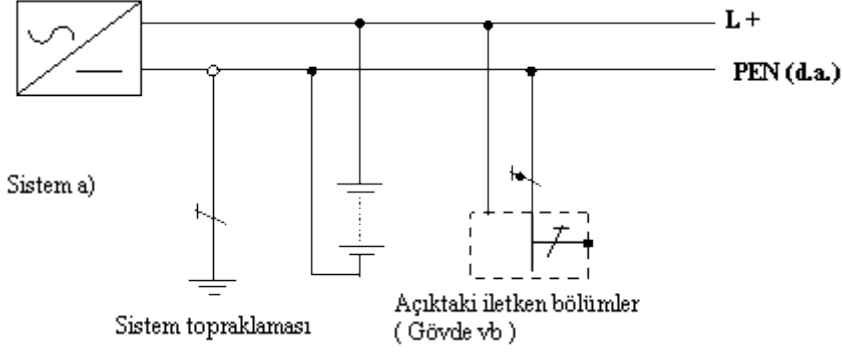 L +
PEN (d.a.)
Sistem a)
Sistem topraklaması
Açıktaki iletken bölümler
( Gövde vb )